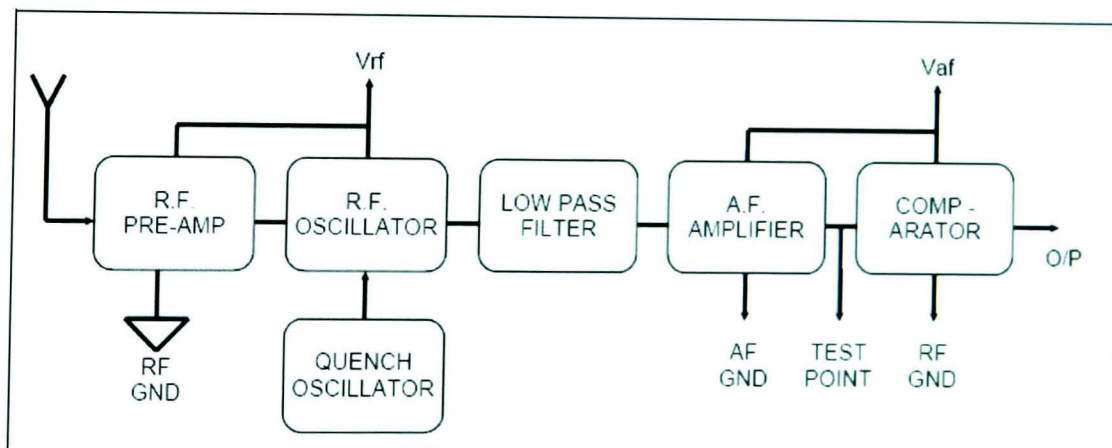 Vrf
Vaf
R.F.
PRE-AMP
R.F.
OSCILLATOR
LOW PASS
FILTER
A.F.
AMPLIFIER
COMP -
ARATOR
O/P
RF
GND
QUENCH
OSCILLATOR
AF
GND
TEST
POINT
RF
GND